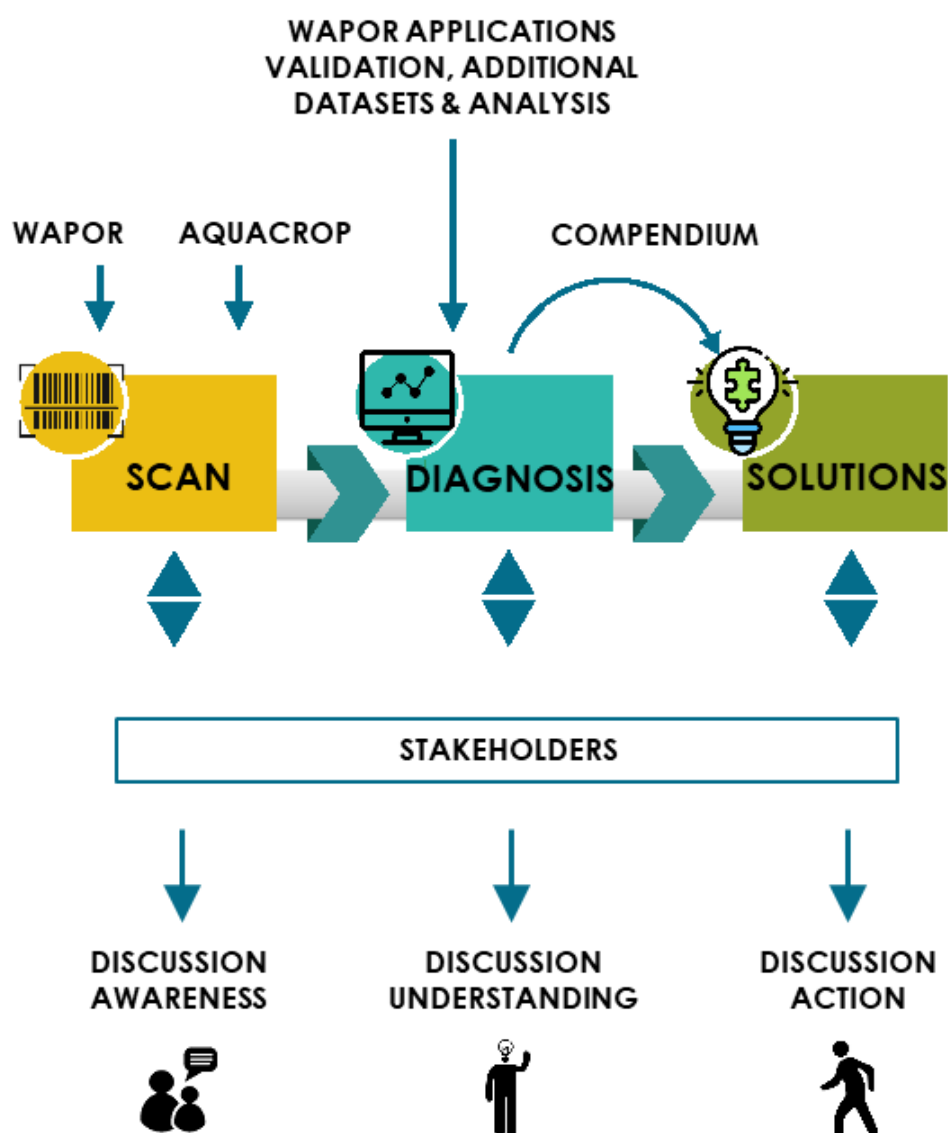 WAPOR APPLICATIONS
VALIDATION, ADDITIONAL
DATASETS & ANALYSIS
WAPOR
AQUACROP
COMPENDIUM
SCAN
DIAGNOSIS
SOLUTIONS
STAKEHOLDERS
DISCUSSION
AWARENESS
DISCUSSION
UNDERSTANDING
DISCUSSION
ACTION